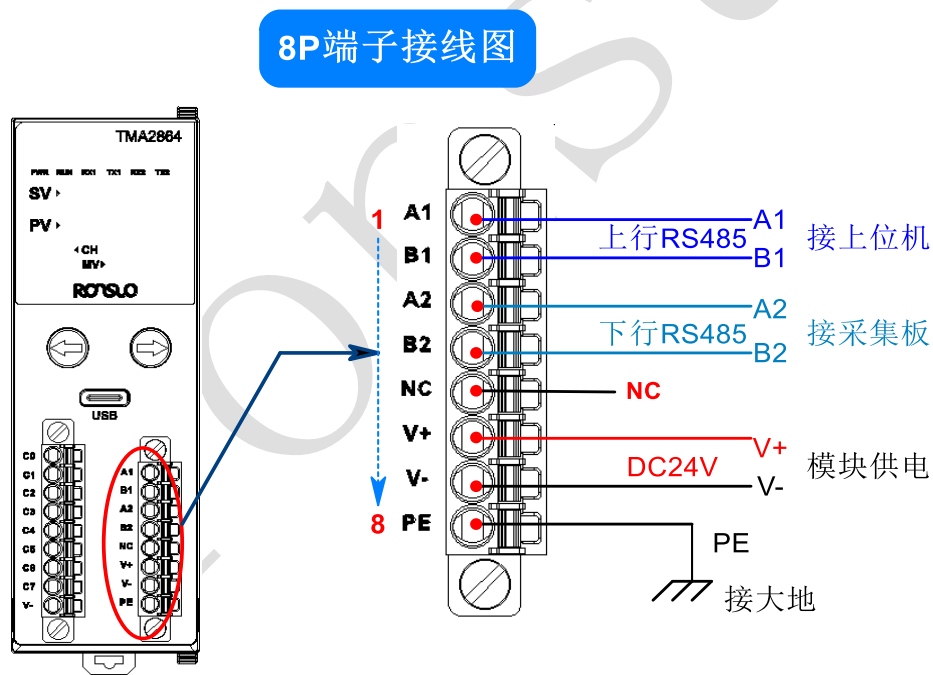 8P端子接线图
TMA2864
PWR RUN RX1 TX1 RX2 TX2
SV
PV
CH
MV
RONSLO
USB
C0
C1
C2
C3
C4
C5
C6
C7
V-
A1
B1
A2
B2
NC
V+
V-
PE
1
8
A1
B1
A2
B2
NC
V+
V-
PE
上行RS485
A1
B1
接上位机
下行RS485
A2
B2
接采集板
NC
DC24V
V+
V-
模块供电
PE
接大地